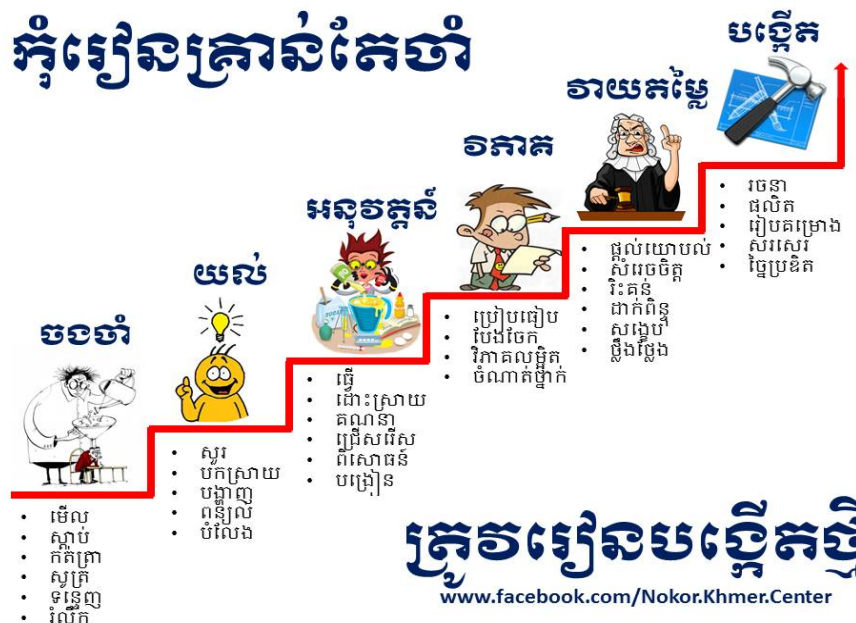 កុំរៀនគ្រាន់តែចាំ
ចងចាំ
• មើល
• ស្តាប់
• កត់ត្រា
• សូត្រ
• ទន្ទេញ
• រំលឹក
យល់
• សួរ
• បកស្រាយ
• បង្ហាញ
• ពន្យល់
• បំលែង
អនុវត្តន៍
• ធ្វើ
• ដោះស្រាយ
• គណនា
• ជ្រើសរើស
• ពិសោធន៍
• បង្រៀន
វិភាគ
• ប្រៀបធៀប
• បែងចែក
• វិភាគលម្អិត
• ចំណាត់ថ្នាក់
វាយតម្លៃ
• ផ្តល់យោបល់
• សំរេចចិត្ត
• រិះគន់
• ដាក់ពិន្ទុ
• សង្ខេប
• ថ្លឹងថ្លែង
បង្កើត
• រចនា
• ផលិត
• រៀបគម្រោង
• សរសេរ
• ច្នៃប្រឌិត
ត្រូវរៀនបង្កើតថ្មី
www.facebook.com/Nokor.Khmer.Center